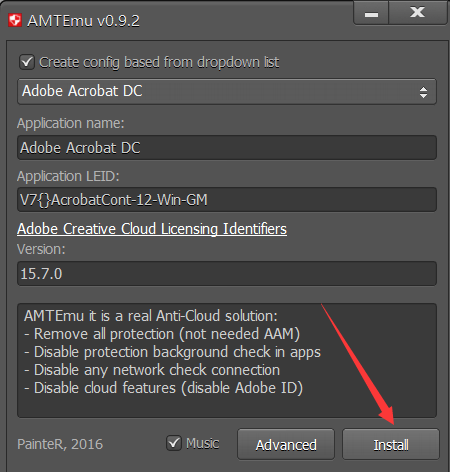 AMTEmu v0.9.2
Create config based from dropdown list
Adobe Acrobat DC
Application name:
Adobe Acrobat DC
Application LEID:
V7{}AcrobatCont-12-Win-GM
Adobe Creative Cloud Licensing Identifiers
Version:
15.7.0
AMTEmu it is a real Anti-Cloud solution:
- Remove all protection (not needed AAM)
- Disable protection background check in apps
- Disable any network check connection
- Disable cloud features (disable Adobe ID)
PainteR, 2016 Music Advanced Install